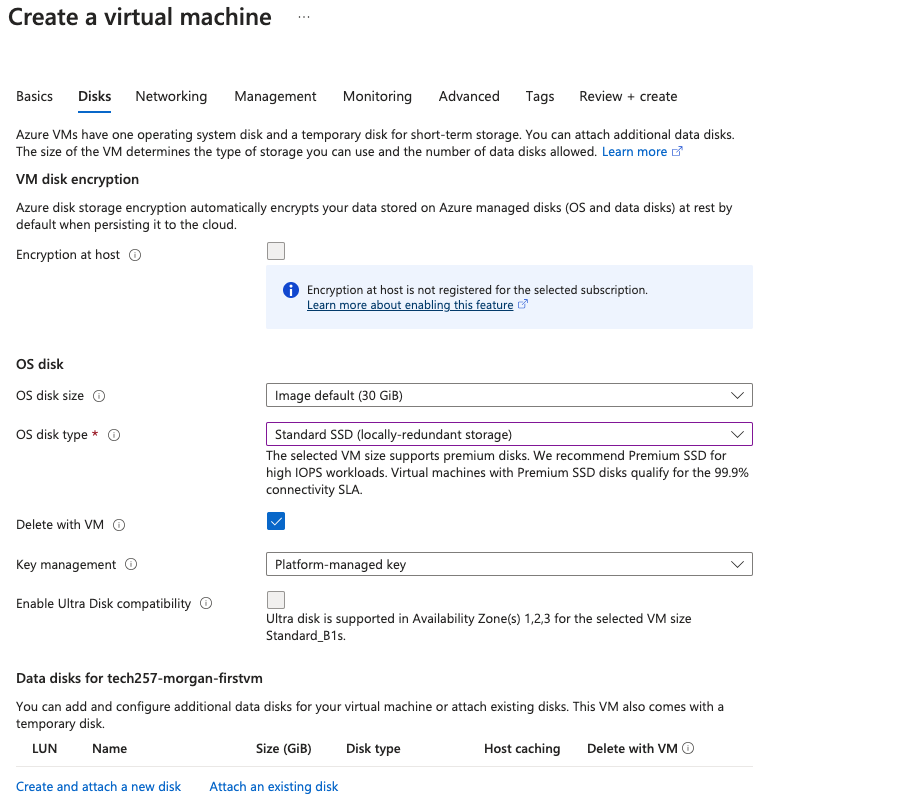 Create a virtual machine ...
Basics Disks Networking Management Monitoring Advanced Tags Review + create
Azure VMs have one operating system disk and a temporary disk for short-term storage. You can attach additional data disks.
The size of the VM determines the type of storage you can use and the number of data disks allowed. Learn more
VM disk encryption
Azure disk storage encryption automatically encrypts your data stored on Azure managed disks (OS and data disks) at rest by
default when persisting it to the cloud.
Encryption at host
Encryption at host is not registered for the selected subscription.
Learn more about enabling this feature
OS disk
OS disk size Image default (30 GiB)
OS disk type * Standard SSD (locally-redundant storage)
The selected VM size supports premium disks. We recommend Premium SSD for
high IOPS workloads. Virtual machines with Premium SSD disks qualify for the 99.9%
connectivity SLA.
Delete with VM
Key management Platform-managed key
Enable Ultra Disk compatibility
Ultra disk is supported in Availability Zone(s) 1,2,3 for the selected VM size
Standard_B1s.
Data disks for tech257-morgan-firstvm
You can add and configure additional data disks for your virtual machine or attach existing disks. This VM also comes with a
temporary disk.
LUN Name Size (GiB) Disk type Host caching Delete with VM
Create and attach a new disk Attach an existing disk